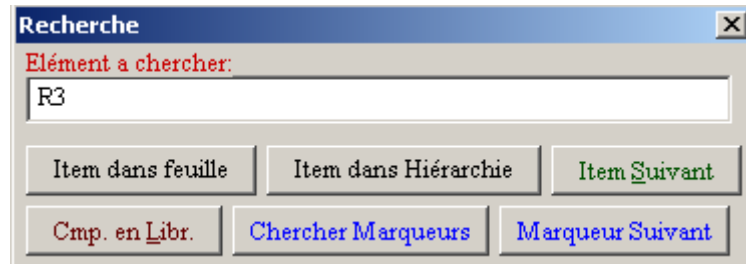 Recherche
Elément a chercher:
R3
Item dans feuille Item dans Hiérarchie Item Suivant
Cmp. en Libr. Chercher Marqueurs Marqueur Suivant